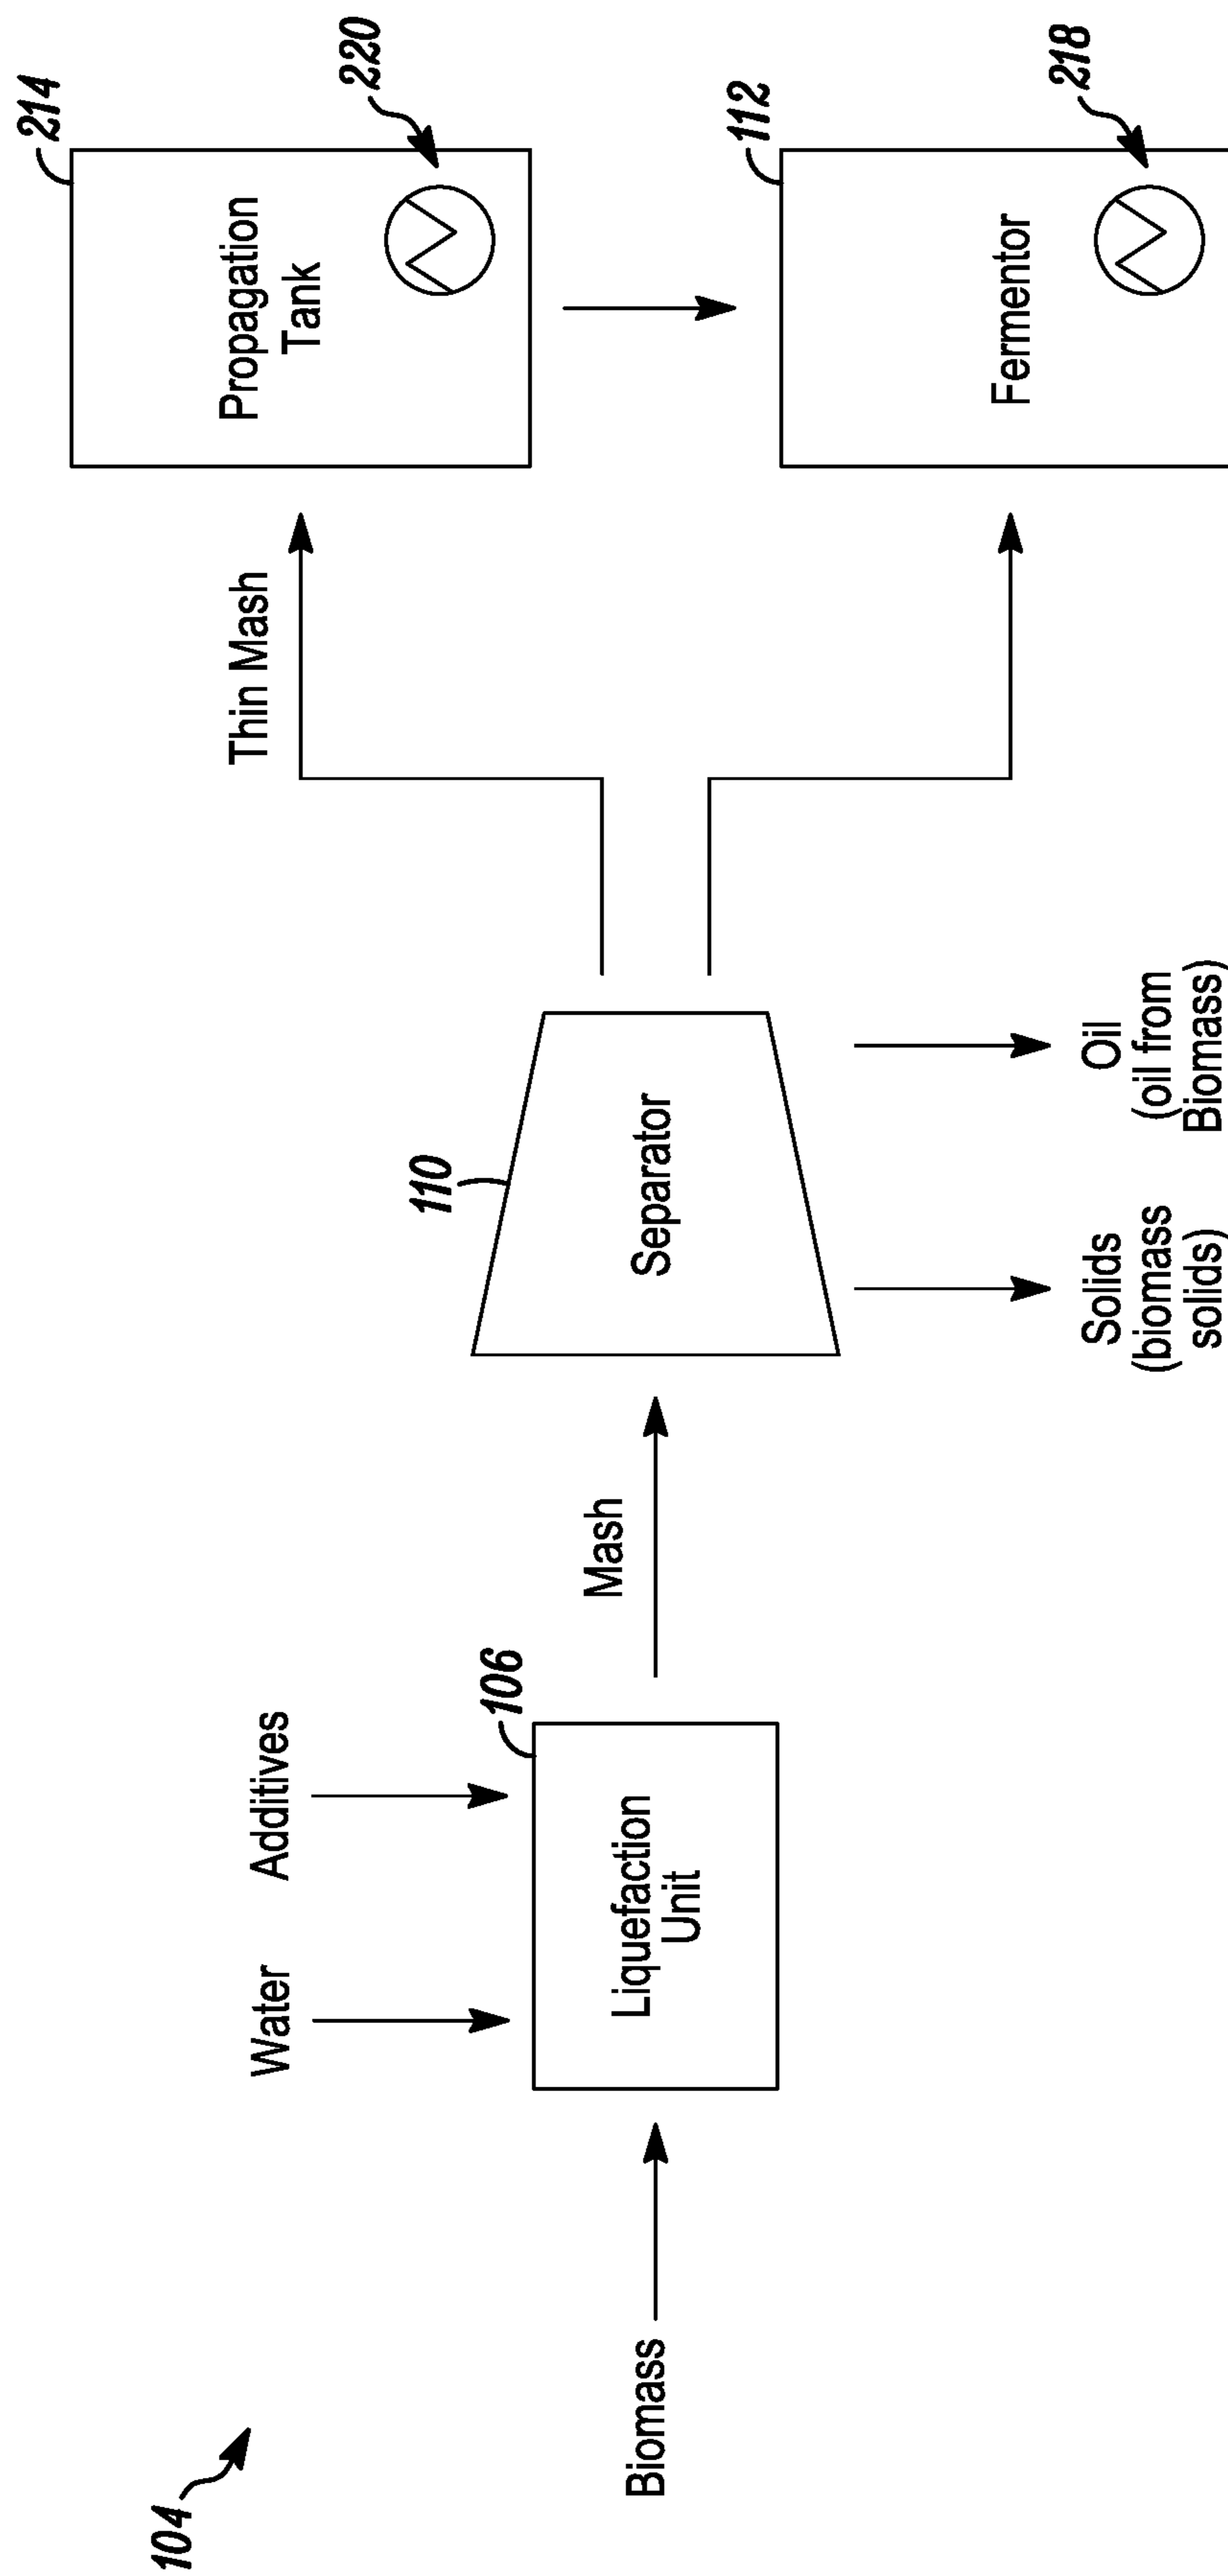 104
Biomass
Water
Additives
Liquefaction
Unit
106
Mash
110
Separator
Solids
(biomass
solids)
Oil
(oil from
Biomass)
Thin Mash
214
Propagation
Tank
220
112
Fermentor
218